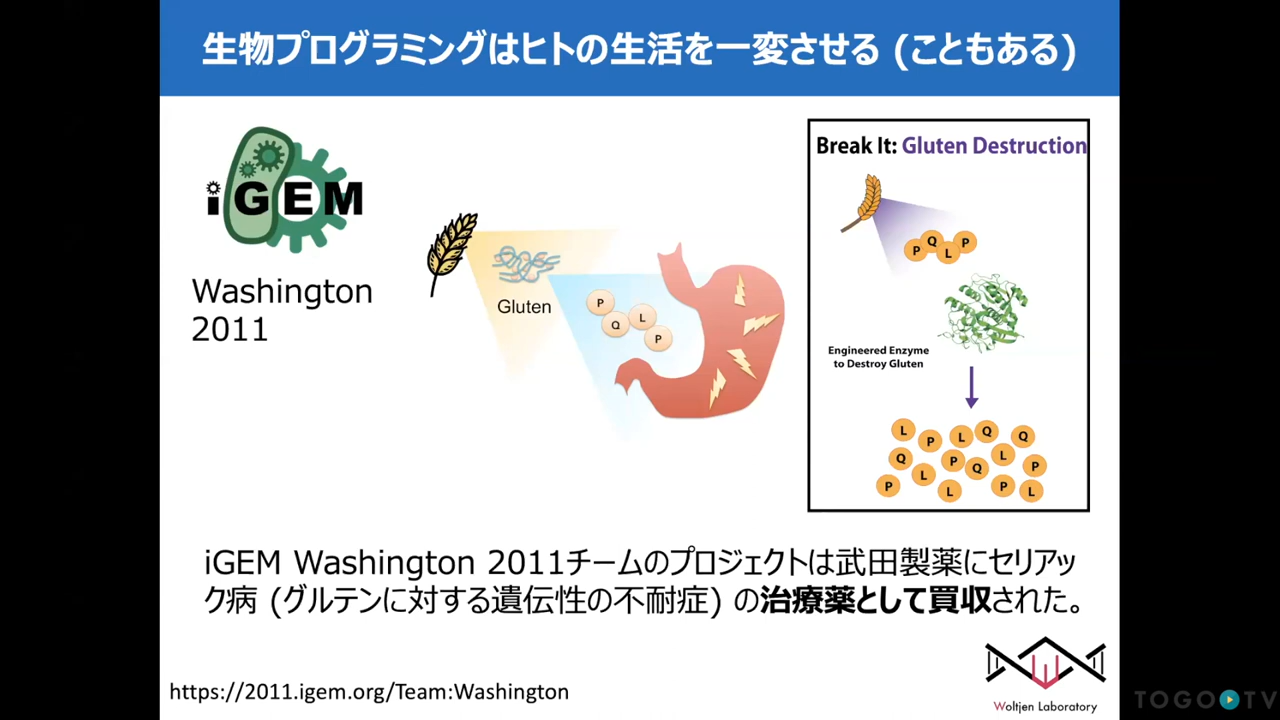 生物プログラミングはヒトの生活を一変させる (こともある)
iGEM
Washington
2011
Gluten
P
Q
L
P
Break It: Gluten Destruction
P
Q
L
P
Engineered Enzyme
to Destroy Gluten
L
P
L
Q
Q
Q
L
P
Q
L
P
P
L
P
L
iGEM Washington 2011チームのプロジェクトは武田製薬にセリアッ
ク病 (グルテンに対する遺伝性の不耐症) の治療薬として買収された。
https://2011.igem.org/Team:Washington
Woltjen Laboratory
TOGO TV